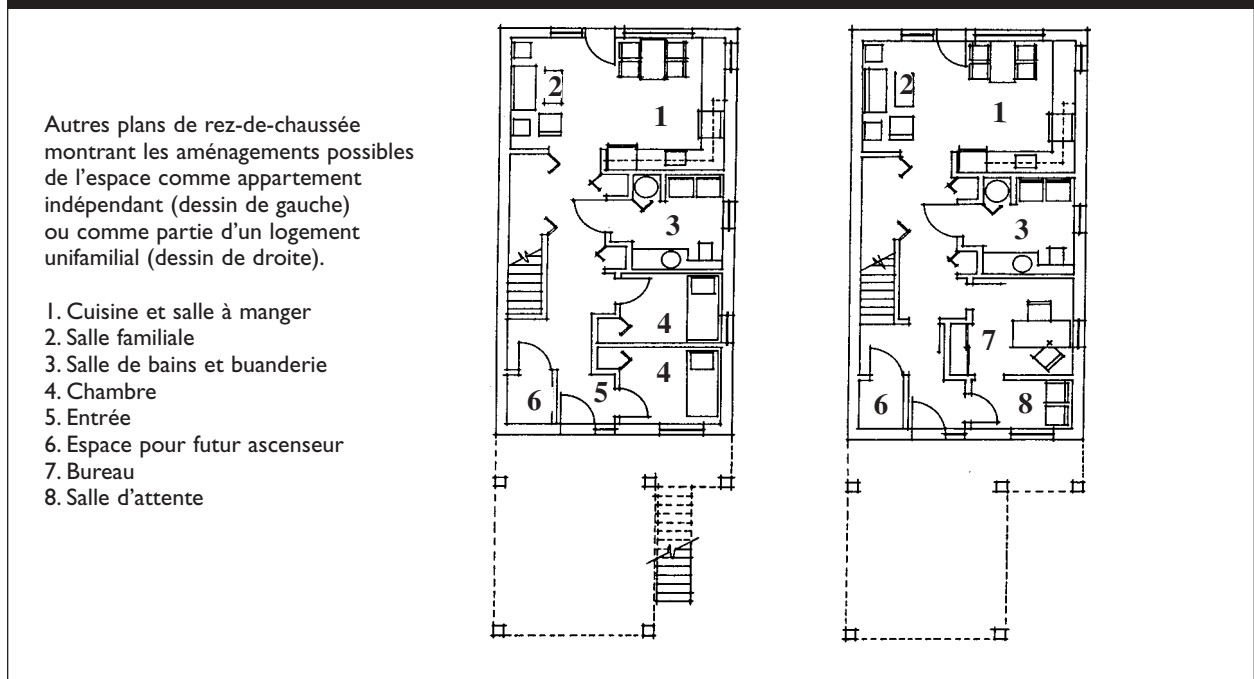 Autres plans de rez-de-chaussée
montrant les aménagements possibles
de l'espace comme appartement
indépendant (dessin de gauche)
ou comme partie d'un logement
unifamilial (dessin de droite).
1. Cuisine et salle à manger
2. Salle familiale
3. Salle de bains et buanderie
4. Chambre
5. Entrée
6. Espace pour futur ascenseur
7. Bureau
8. Salle d'attente
2
1
3
4
4
5
6
2
1
3
7
8
6